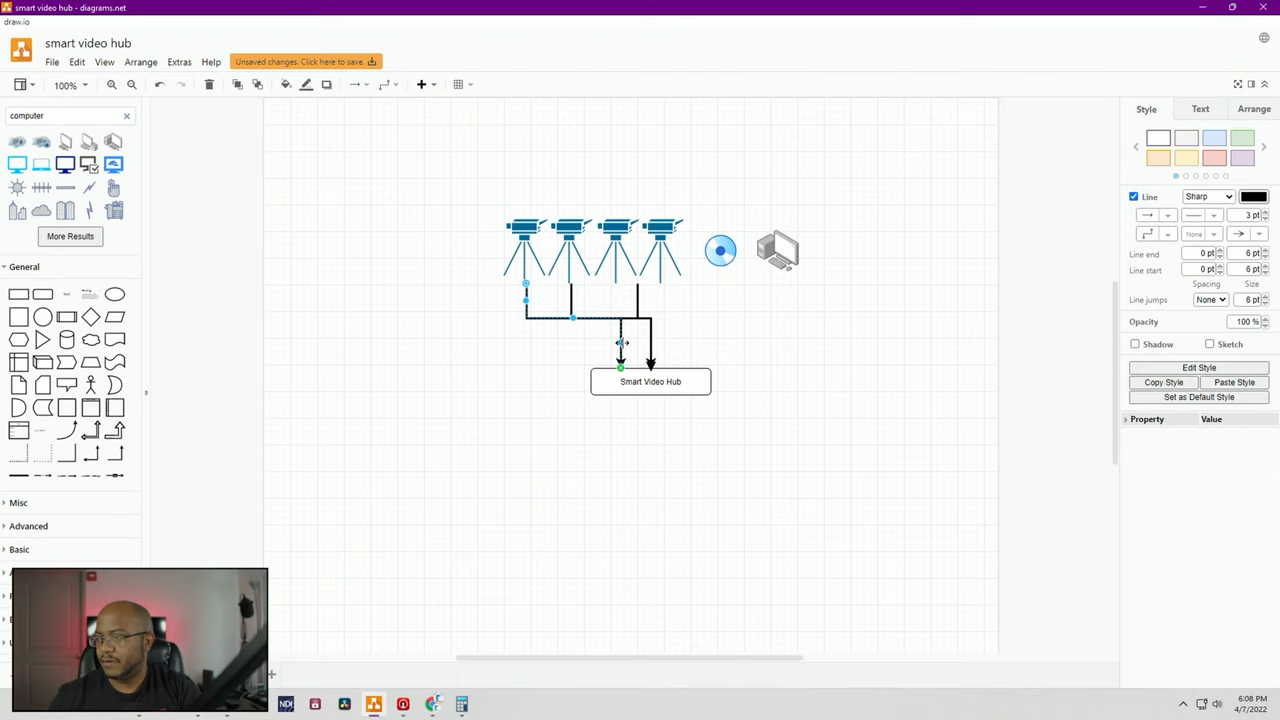 smart video hub - diagrams.net
draw.io
smart video hub
File Edit View Arrange Extras Help
Unsaved changes. Click here to save.
100%
computer
More Results
General
Misc
Advanced
Basic
Smart Video Hub
Style Text Arrange
Line Sharp
3 pt
None
Line end 0 pt 6 pt
Line start 0 pt 6 pt
Spacing Size
Line jumps None 6 pt
Opacity 100 %
Shadow Sketch
Edit Style
Copy Style Paste Style
Set as Default Style
Property Value
NDI
6:08 PM
4/7/2022